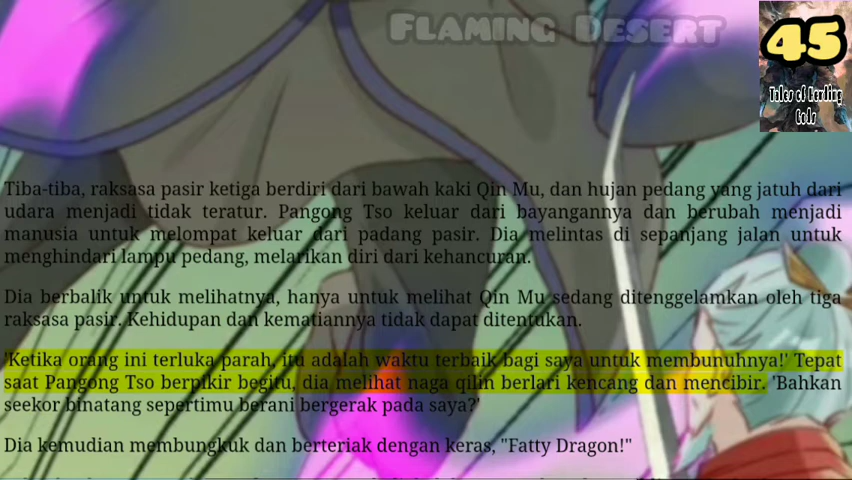 FLAMING DESERT
45
Tales of Herding
Gods
Tiba-tiba, raksasa pasir ketiga berdiri dari bawah kaki Qin Mu, dan hujan pedang yang jatuh dari
udara menjadi tidak teratur. Pangong Tso keluar dari bayangannya dan berubah menjadi
manusia untuk melompat keluar dari padang pasir. Dia melintas di sepanjang jalan untuk
menghindari lampu pedang, melarikan diri dari kehancuran.
Dia berbalik untuk melihatnya, hanya untuk melihat Qin Mu sedang ditenggelamkan oleh tiga
raksasa pasir. Kehidupan dan kematiannya tidak dapat ditentukan.
'Ketika orang ini terluka parah, itu adalah waktu terbaik bagi saya untuk membunuhnya!' Tepat
saat Pangong Tso berpikir begitu, dia melihat naga qilin berlari kencang dan mencibir. 'Bahkan
seekor binatang sepertimu berani bergerak pada saya?'
Dia kemudian membungkuk dan berteriak dengan keras, "Fatty Dragon!"